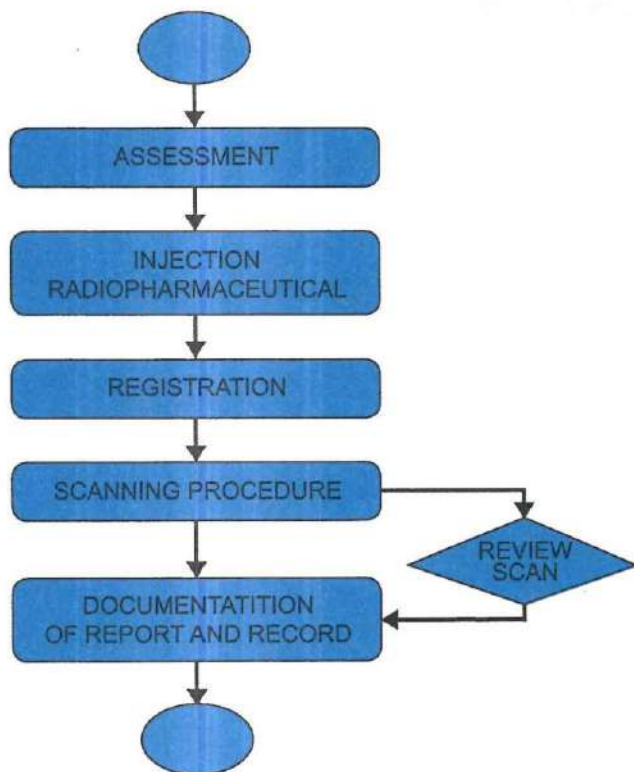 ASSESSMENT
INJECTION
RADIOPHARMACEUTICAL
REGISTRATION
SCANNING PROCEDURE
REVIEW
SCAN
DOCUMENTATITION
OF REPORT AND RECORD